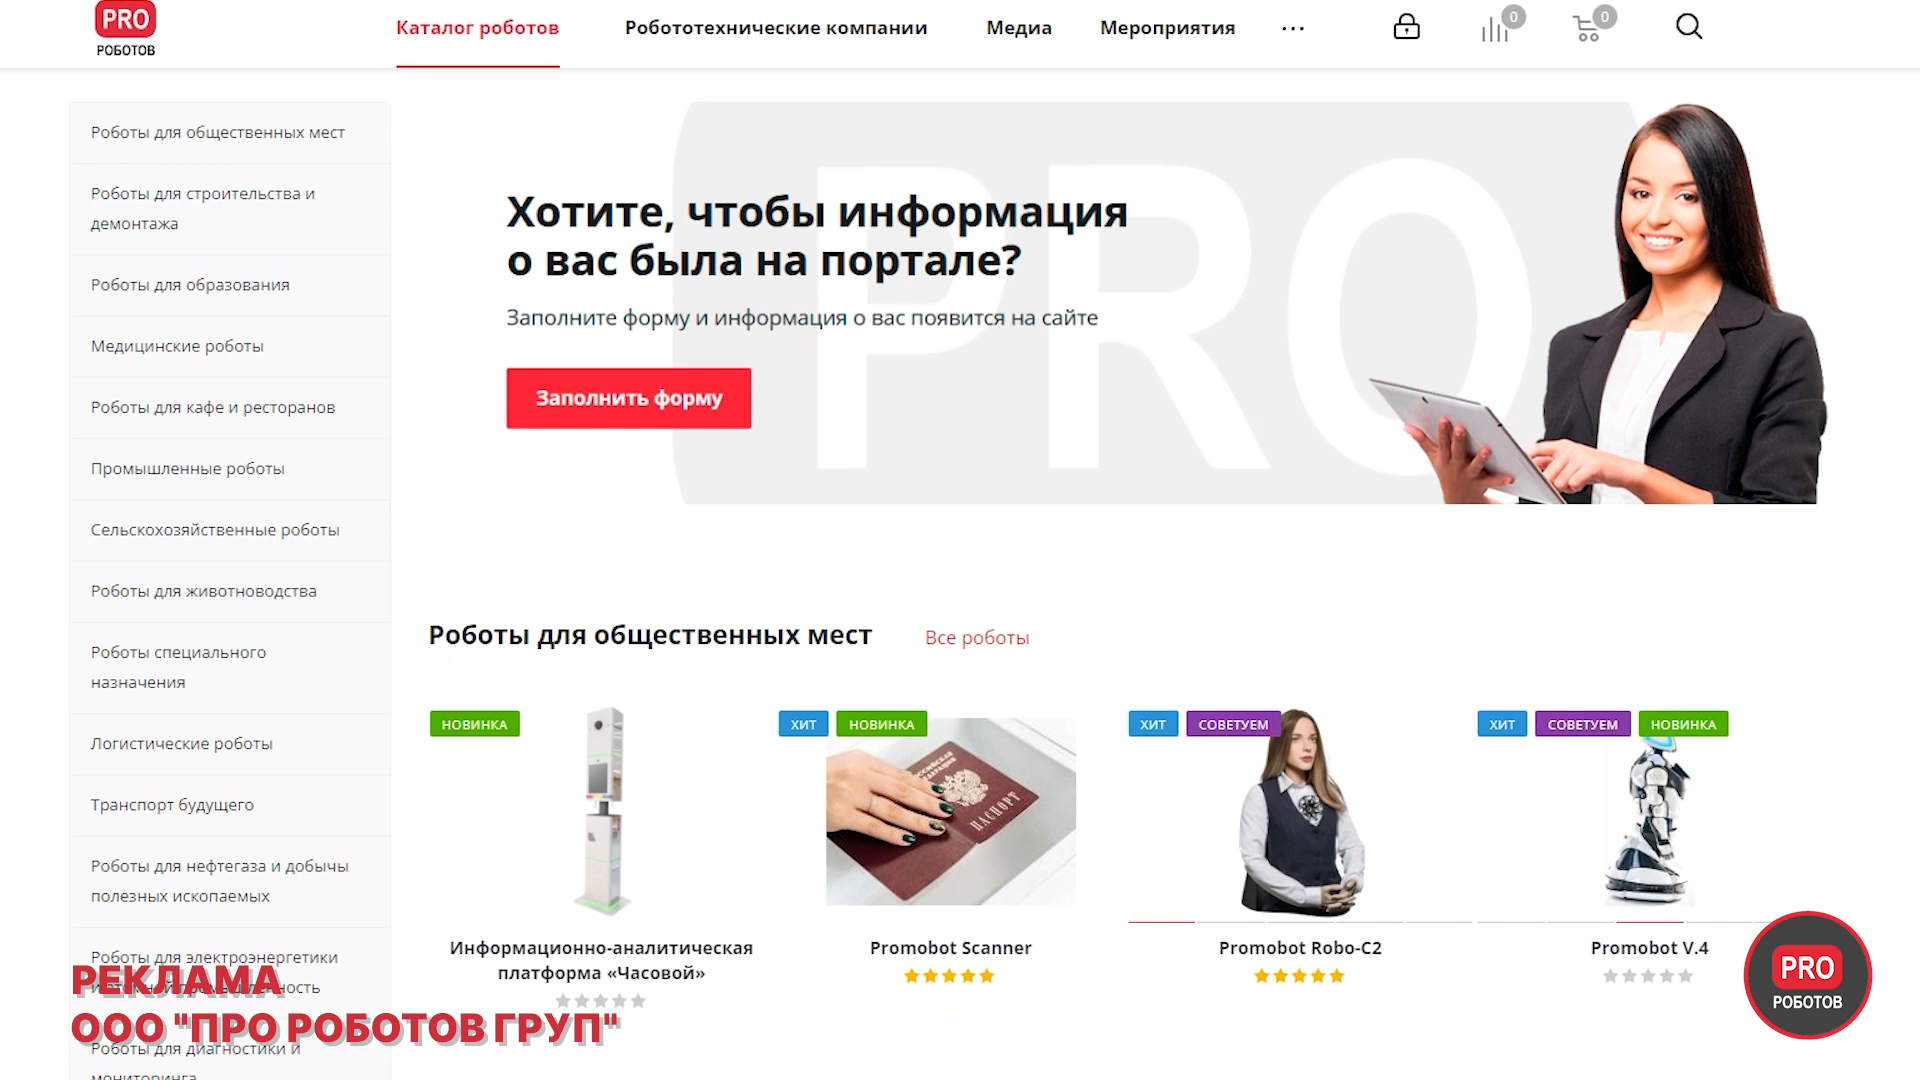 PRO
РОБОТОВ
Каталог роботов
Робототехнические компании
Медиа
Мероприятия
...
0
0
Роботы для общественных мест
Роботы для строительства и
демонтажа
Роботы для образования
Медицинские роботы
Роботы для кафе и ресторанов
Промышленные роботы
Сельскохозяйственные роботы
Роботы для животноводства
Роботы специального
назначения
Логистические роботы
Транспорт будущего
Роботы для нефтегаза и добычы
полезных ископаемых
Роботы для электроэнергетики
и атомной промышленность
Роботы для диагностики и
мониторинга
PRO
Хотите, чтобы информация
о вас была на портале?
Заполните форму и информация о вас появится на сайте
Заполнить форму
Роботы для общественных мест
Все роботы
НОВИНКА
ХИТ
НОВИНКА
ХИТ
СОВЕТУЕМ
ХИТ
СОВЕТУЕМ
НОВИНКА
ПАСПОРТ
Информационно-аналитическая
платформа «Часовой»
Promobot Scanner
Promobot Robo-C2
Promobot V.4
РЕКЛАМА
ООО "ПРО РОБОТОВ ГРУП"
PRO
РОБОТОВ